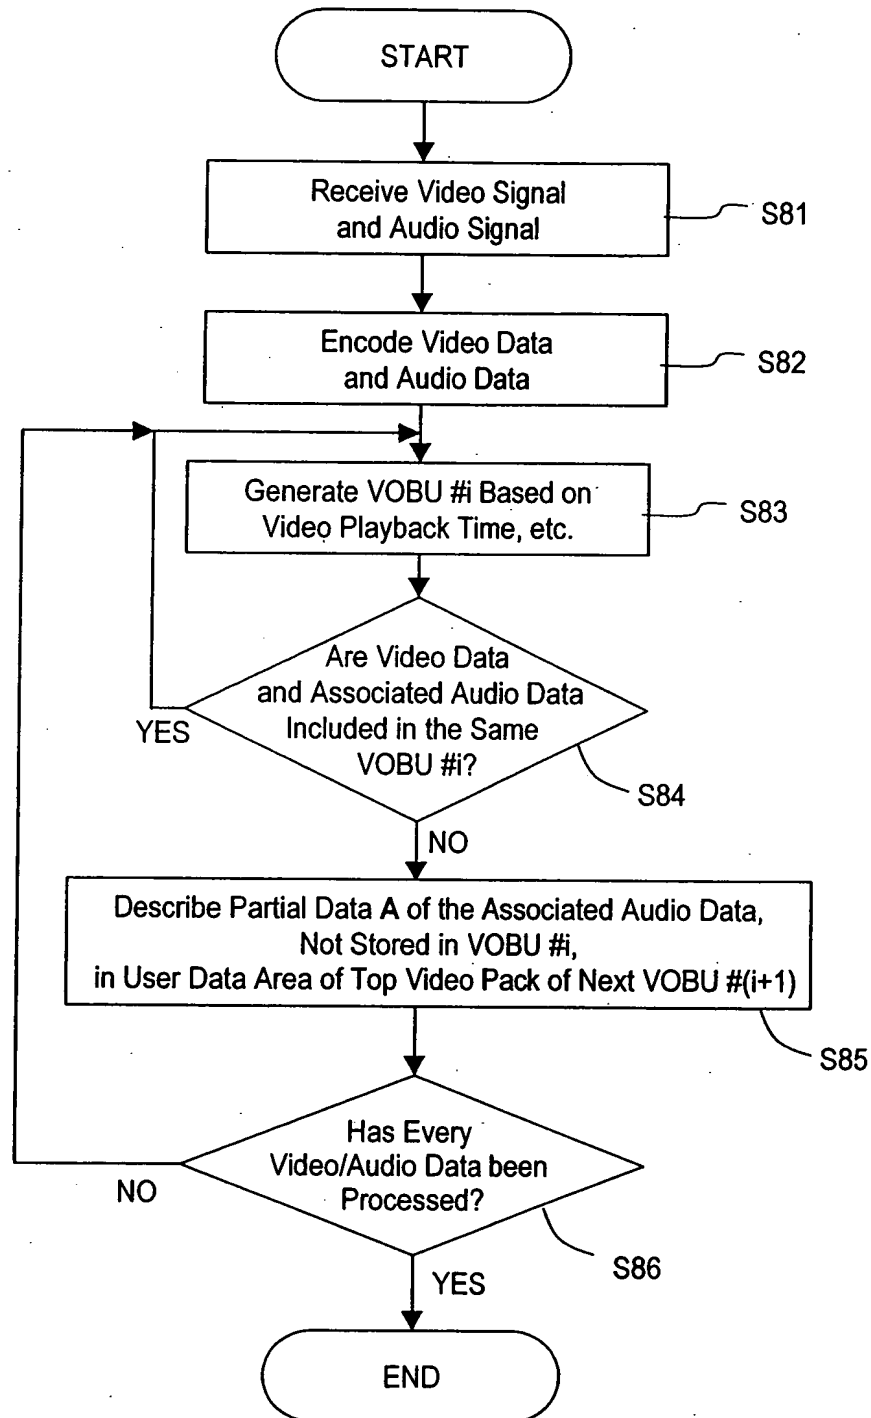 START
Receive Video Signal
and Audio Signal
S81
Encode Video Data
and Audio Data
S82
Generate VOBU #i Based on
Video Playback Time, etc.
S83
Are Video Data
and Associated Audio Data
Included in the Same
VOBU #i?
YES
S84
NO
Describe Partial Data A of the Associated Audio Data,
Not Stored in VOBU #i,
in User Data Area of Top Video Pack of Next VOBU #(i+1)
S85
Has Every
Video/Audio Data been
Processed?
NO
S86
YES
END